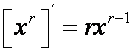 [x^r]′ = rx^{r−1}